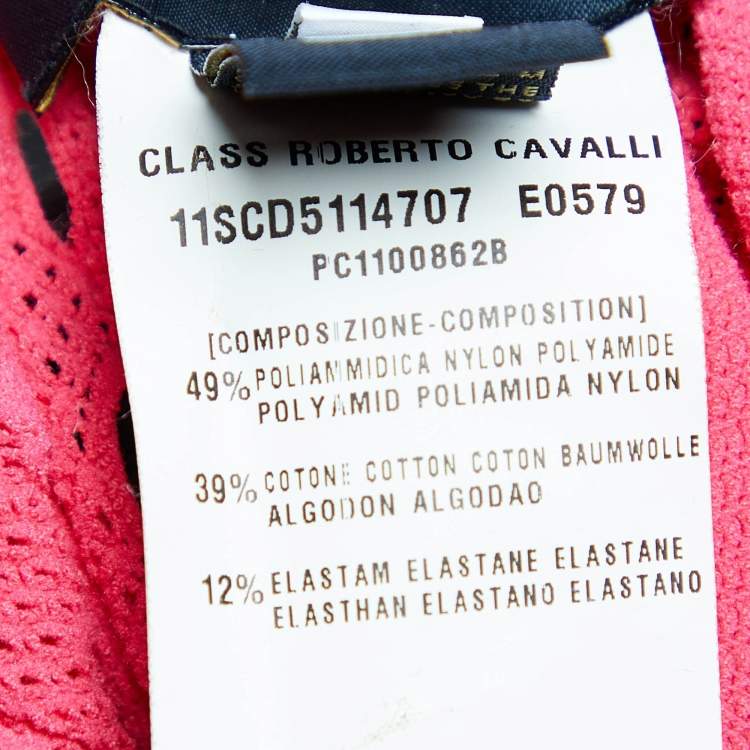 THE
CLASS ROBERTO CAVALLI
11SCD5114707 E0579
PC1100862B
[COMPOSIZIONE-COMPOSITION]
49% POLIAMMIDICA NYLON POLYAMIDE
POLYAMID POLIAMIDA NYLON
39% COTONE COTTON COTON BAUMWOLLE
ALGODON ALGODAO
12% ELASTAM ELASTANE ELASTANE
ELASTHAN ELASTANO ELASTANO